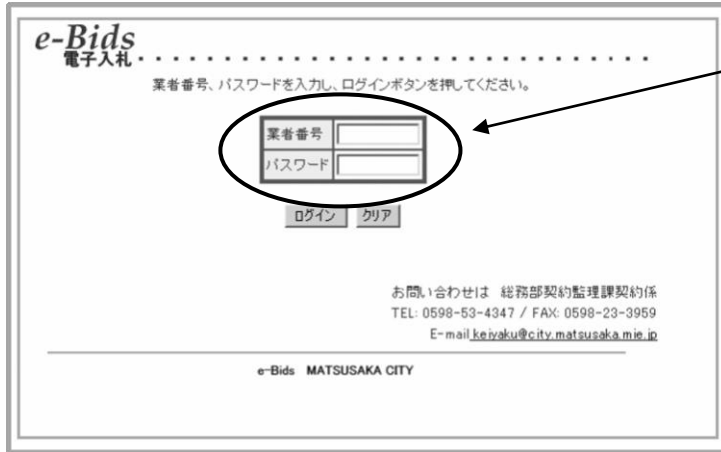 e-Bids
電子入札
業者番号、パスワードを入力し、ログインボタンを押してください。
業者番号
パスワード
ログイン クリア
お問い合わせは 総務部契約監理課契約係
TEL: 0598-53-4347 / FAX: 0598-23-3959
E-mail keiyaku@city.matsusaka.mie.jp
e-Bids MATSUSAKA CITY